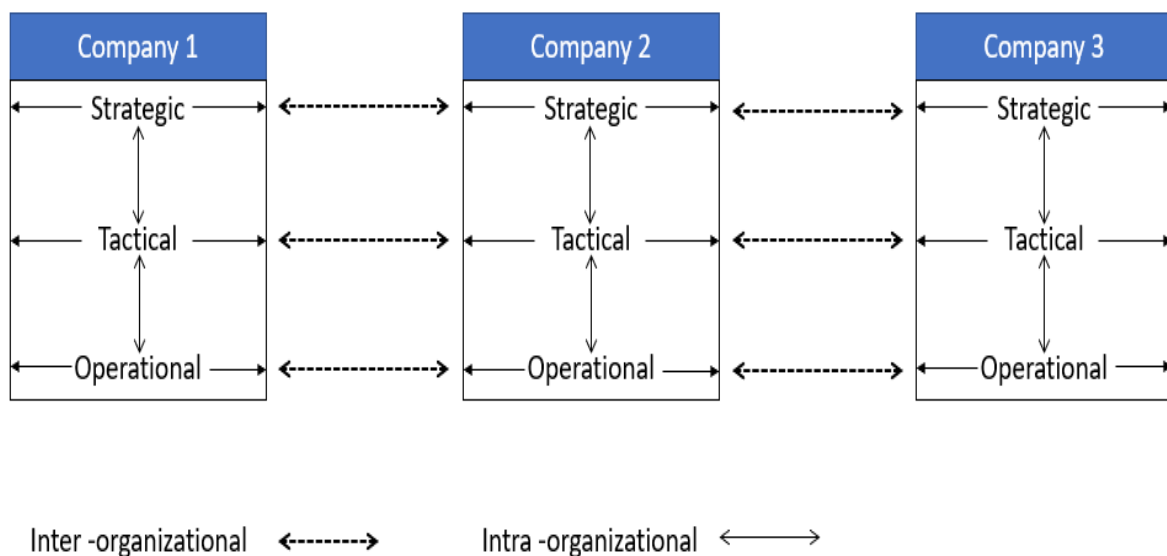 Company 1
Company 2
Company 3
Strategic
Strategic
Strategic
Tactical
Tactical
Tactical
Operational
Operational
Operational
Inter -organizational
Intra -organizational